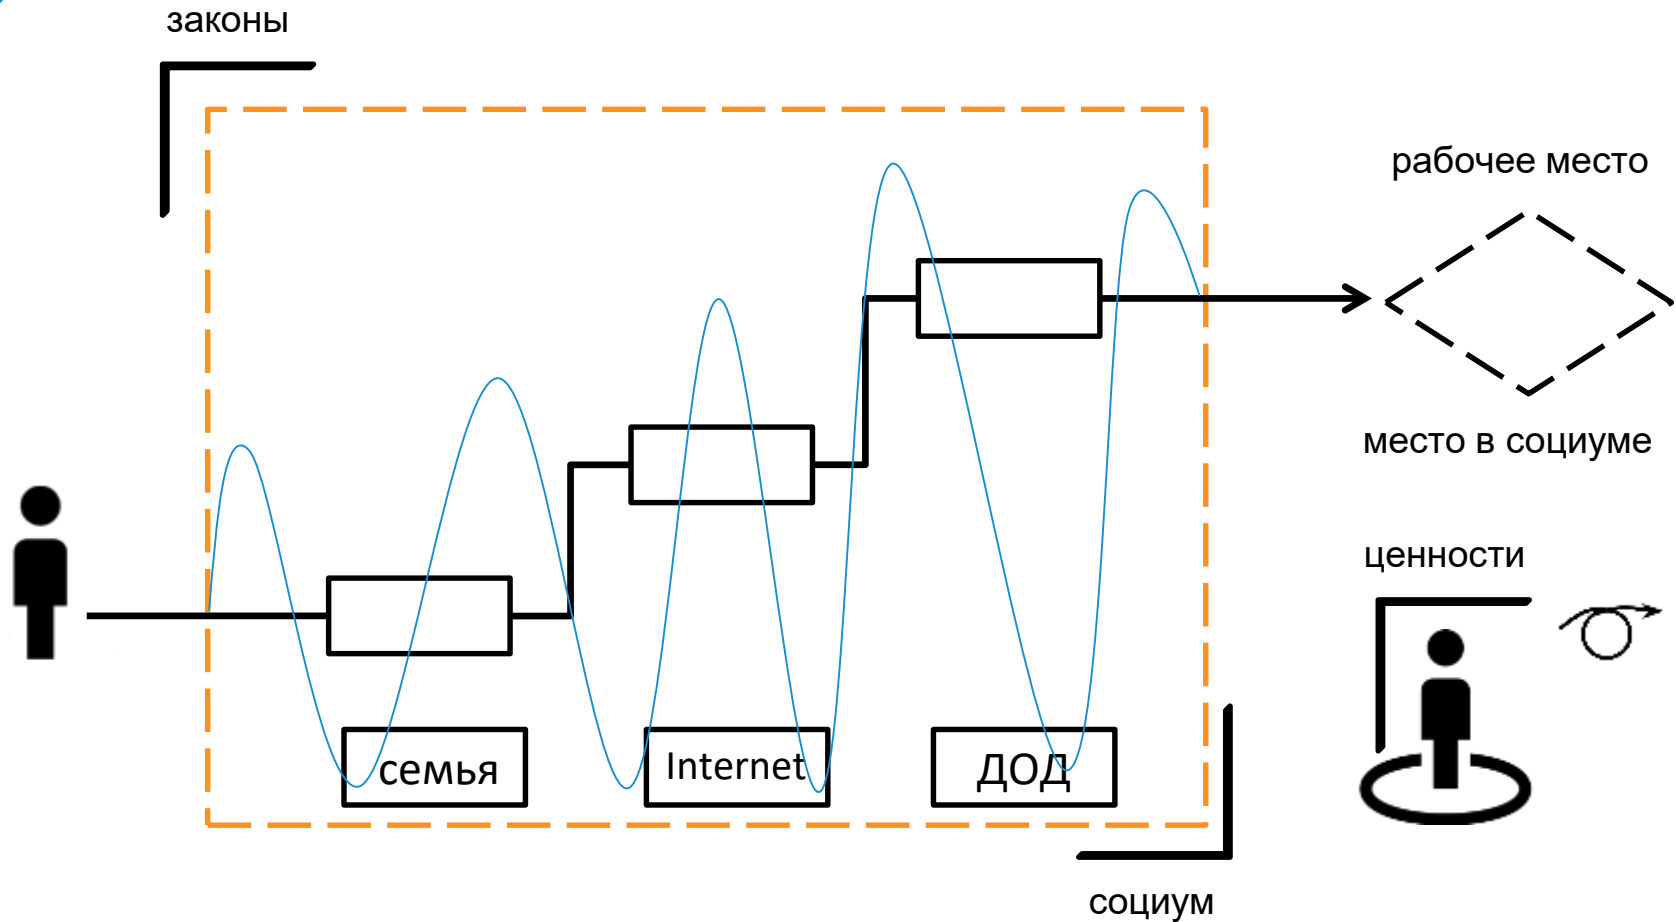 законы
рабочее место
место в социуме
ценности
семья
Internet
ДОД
социум